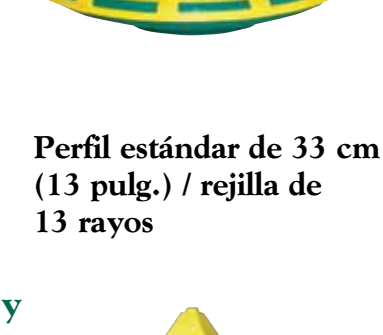 Perfil estándar de 33 cm
(13 pulg.) / rejilla de
13 rayos
y